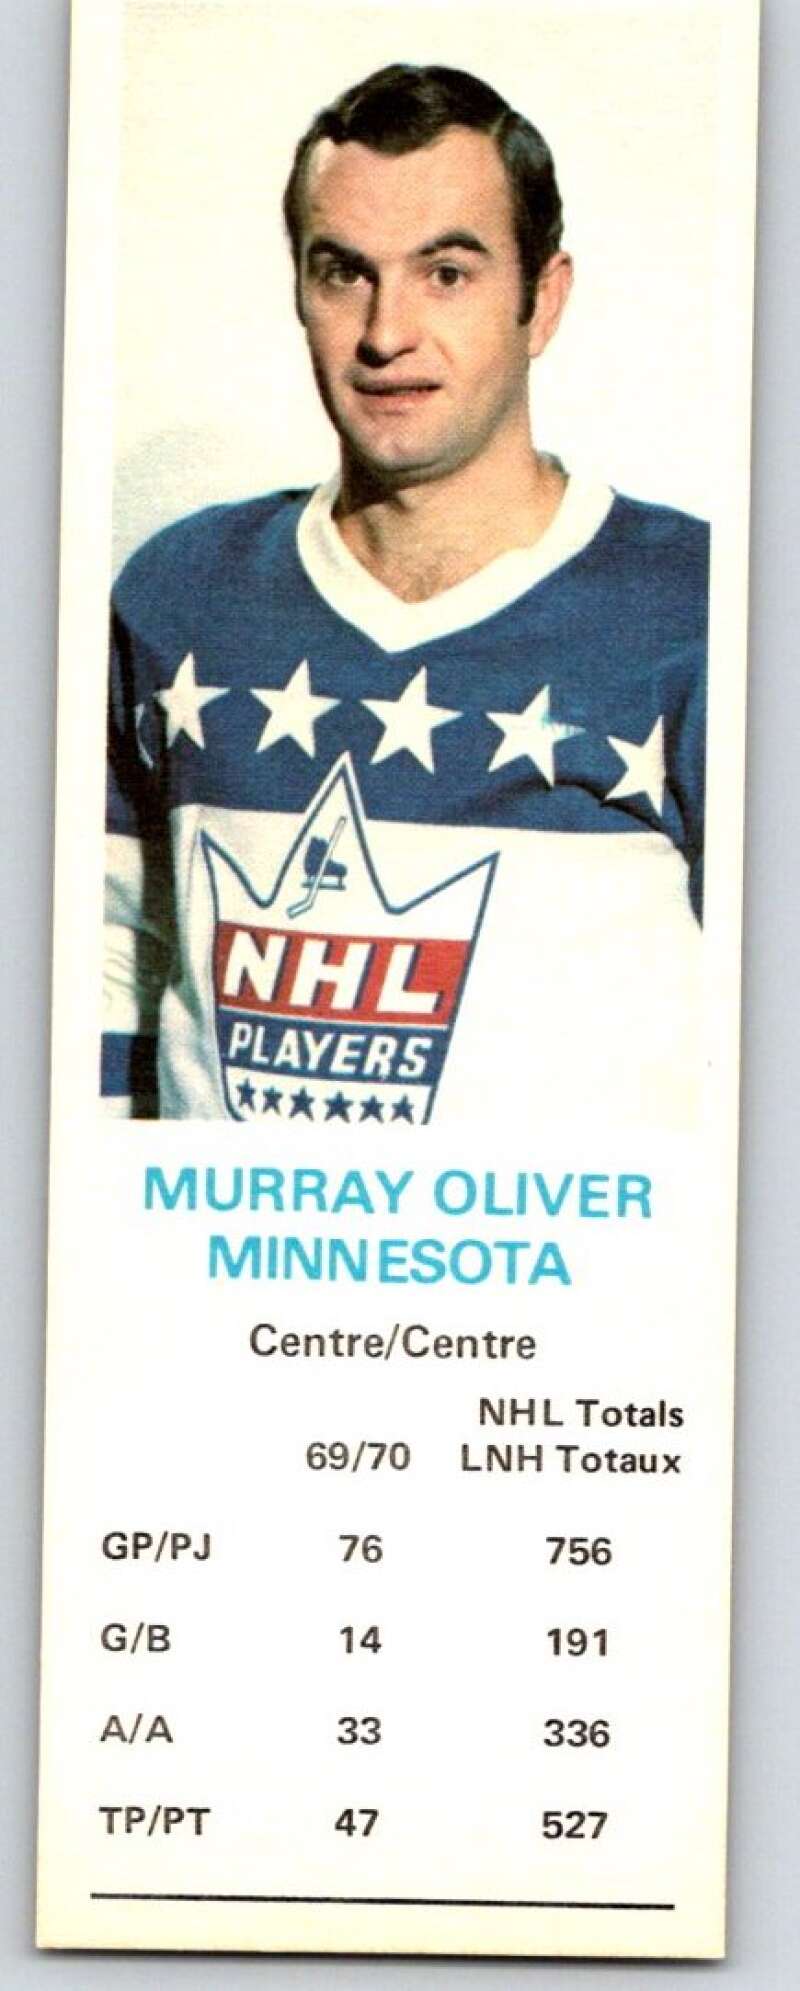 NHL
PLAYERS
MURRAY OLIVER
MINNESOTA
Centre/Centre
NHL Totals
69/70 LNH Totaux
GP/PJ 76 756
G/B 14 191
A/A 33 336
TP/PT 47 527